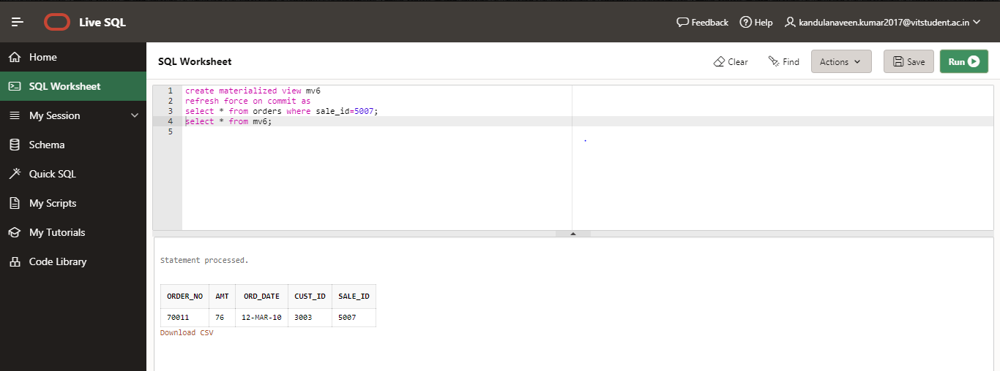 Live SQL
Feedback Help kandulanaveen.kumar2017@vitstudent.ac.in
Home
SQL Worksheet
My Session
Schema
Quick SQL
My Scripts
My Tutorials
Code Library
SQL Worksheet
Clear Find Actions Save Run
1 create materialized view mv6
2 refresh force on commit as
3 select * from orders where sale_id=5007;
4 select * from mv6;
5
Statement processed.
ORDER_NO AMT ORD_DATE CUST_ID SALE_ID
70011 76 12-MAR-10 3003 5007
Download CSV